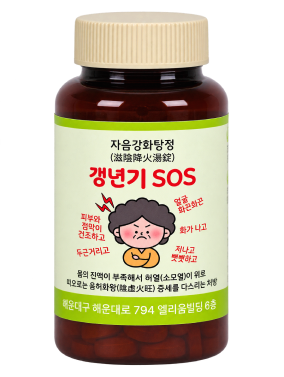 자음강화탕정
(滋陰降火湯錠)
갱년기 SOS
얼굴
화끈화끈
피부와
점막이
건조하고
화가 나고
두근거리고
저나고
뻣뻣하고
몸의 진액이 부족해서 허열(소모열)이 위로
떠오르는 음허화왕(陰虛火旺) 증세를 다스리는 처방
해운대구 해운대로 794 엘리움빌딩 6층